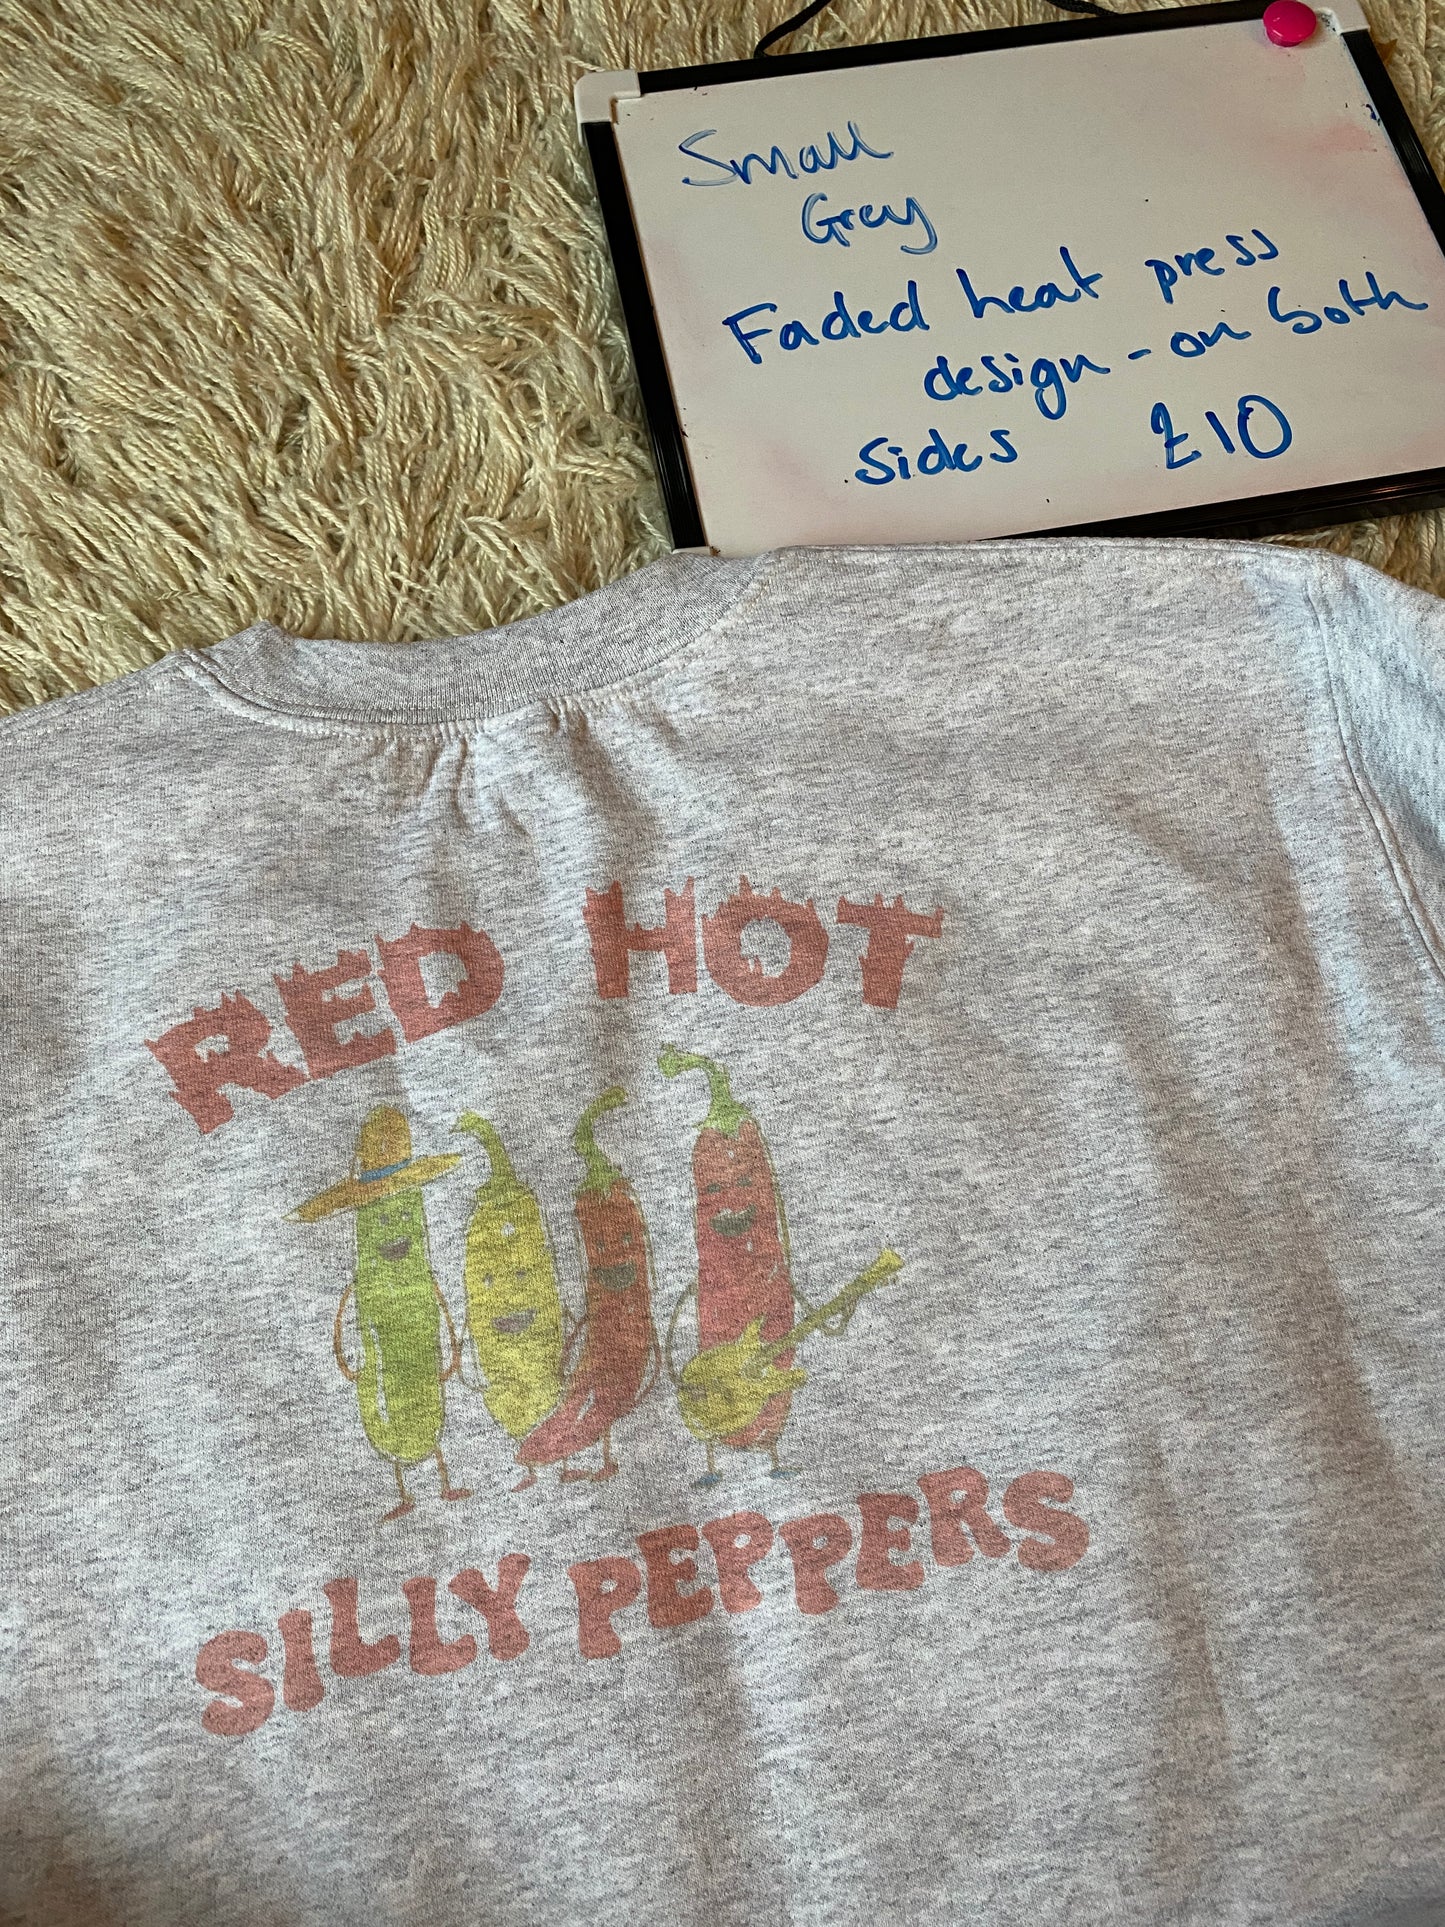 Small
Grey
Faded heat press
design - on both
sides £10
RED HOT
SILLY PEPPERS